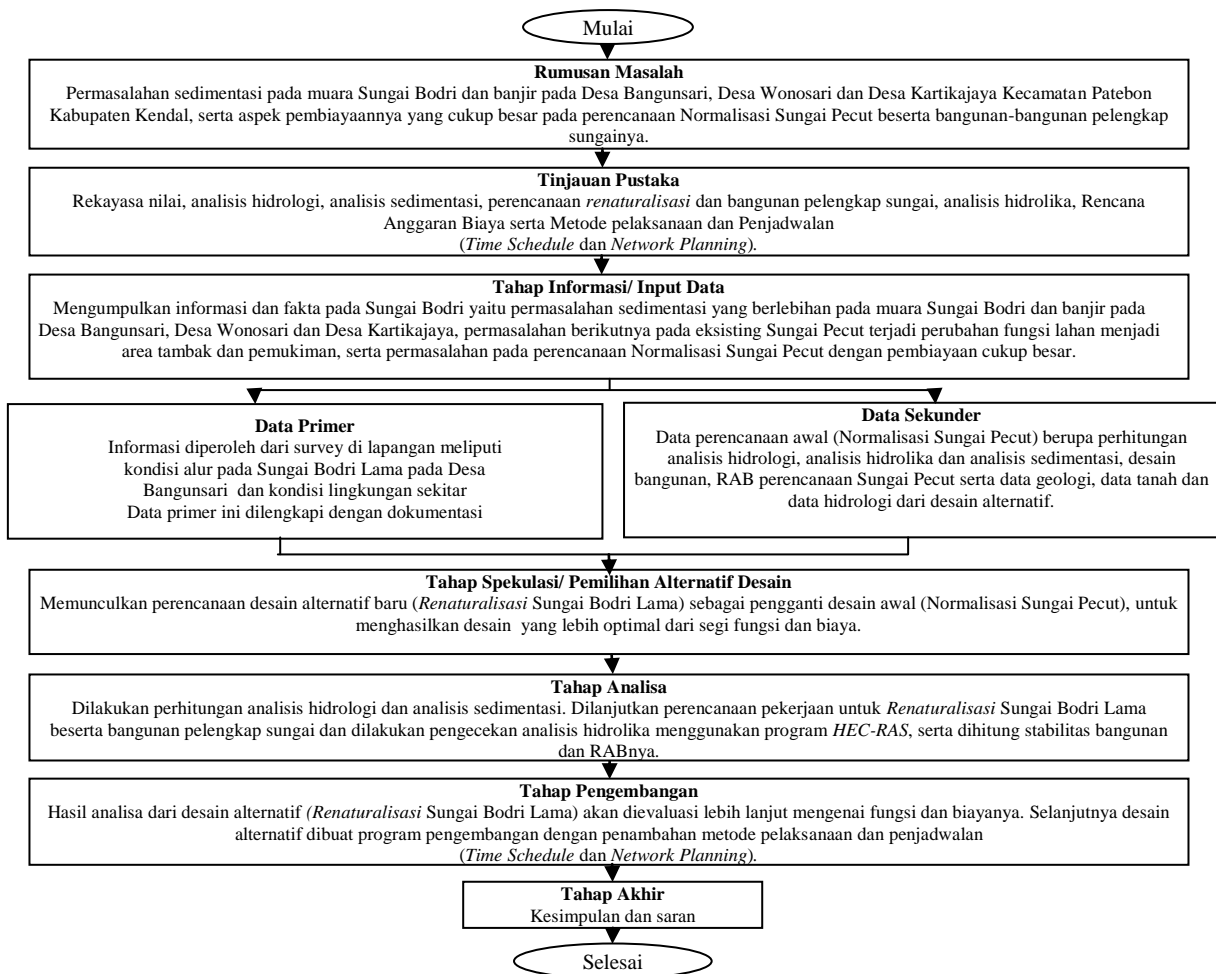 Mulai
Rumusan Masalah
Permasalahan sedimentasi pada muara Sungai Bodri dan banjir pada Desa Bangunsari, Desa Wonosari dan Desa Kartikajaya Kecamatan Patebon
Kabupaten Kendal, serta aspek pembiayaannya yang cukup besar pada perencanaan Normalisasi Sungai Pecut beserta bangunan-bangunan pelengkap
sungainya.
Tinjauan Pustaka
Rekayasa nilai, analisis hidrologi, analisis sedimentasi, perencanaan renaturalisasi dan bangunan pelengkap sungai, analisis hidrolika, Rencana
Anggaran Biaya serta Metode pelaksanaan dan Penjadwalan
(Time Schedule dan Network Planning).
Tahap Informasi/ Input Data
Mengumpulkan informasi dan fakta pada Sungai Bodri yaitu permasalahan sedimentasi yang berlebihan pada muara Sungai Bodri dan banjir pada
Desa Bangunsari, Desa Wonosari dan Desa Kartikajaya, permasalahan berikutnya pada eksisting Sungai Pecut terjadi perubahan fungsi lahan menjadi
area tambak dan pemukiman, serta permasalahan pada perencanaan Normalisasi Sungai Pecut dengan pembiayaan cukup besar.
Data Primer
Informasi diperoleh dari survey di lapangan meliputi
kondisi alur pada Sungai Bodri Lama pada Desa
Bangunsari dan kondisi lingkungan sekitar
Data primer ini dilengkapi dengan dokumentasi
Data Sekunder
Data perencanaan awal (Normalisasi Sungai Pecut) berupa perhitungan
analisis hidrologi, analisis hidrolika dan analisis sedimentasi, desain
bangunan, RAB perencanaan Sungai Pecut serta data geologi, data tanah dan
data hidrologi dari desain alternatif.
Tahap Spekulasi/ Pemilihan Alternatif Desain
Memunculkan perencanaan desain alternatif baru (Renaturalisasi Sungai Bodri Lama) sebagai pengganti desain awal (Normalisasi Sungai Pecut), untuk
menghasilkan desain yang lebih optimal dari segi fungsi dan biaya.
Tahap Analisa
Dilakukan perhitungan analisis hidrologi dan analisis sedimentasi. Dilanjutkan perencanaan pekerjaan untuk Renaturalisasi Sungai Bodri Lama
beserta bangunan pelengkap sungai dan dilakukan pengecekan analisis hidrolika menggunakan program HEC-RAS, serta dihitung stabilitas bangunan
dan RABnya.
Tahap Pengembangan
Hasil analisa dari desain alternatif (Renaturalisasi Sungai Bodri Lama) akan dievaluasi lebih lanjut mengenai fungsi dan biayanya. Selanjutnya desain
alternatif dibuat program pengembangan dengan penambahan metode pelaksanaan dan penjadwalan
(Time Schedule dan Network Planning).
Tahap Akhir
Kesimpulan dan saran
Selesai